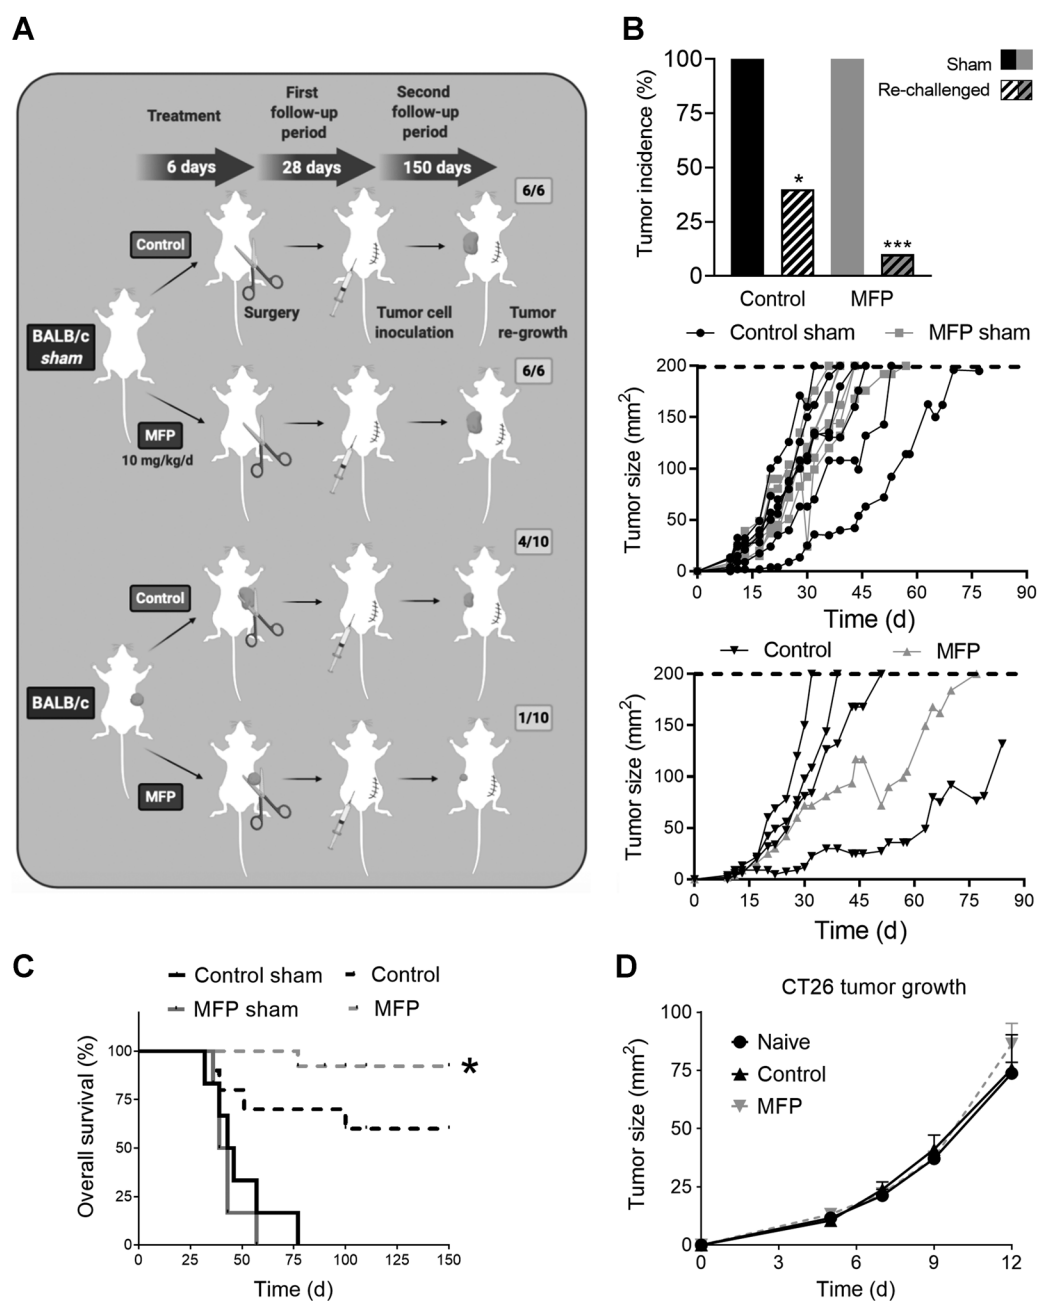 A
Treatment
First
follow-up
period
Second
follow-up
period
6 days
28 days
150 days
6/6
Control
Surgery
Tumor cell
inoculation
Tumor
re-growth
BALB/c
sham
6/6
MFP
10 mg/kg/d
4/10
Control
BALB/c
1/10
MFP
B
Tumor incidence (%)
100
75
50
25
0
Sham
Re-challenged
*
***
Control
MFP
Control sham
MFP sham
Tumor size (mm2)
200
150
100
50
0
0
15
30
45
60
75
90
Time (d)
Control
MFP
Tumor size (mm2)
200
150
100
50
0
0
15
30
45
60
75
90
Time (d)
C
Control sham
Control
MFP sham
MFP
Overall survival (%)
100
75
50
25
0
*
0
25
50
75
100
125
150
Time (d)
D
CT26 tumor growth
Tumor size (mm2)
100
75
50
25
0
Naive
Control
MFP
0
3
6
9
12
Time (d)